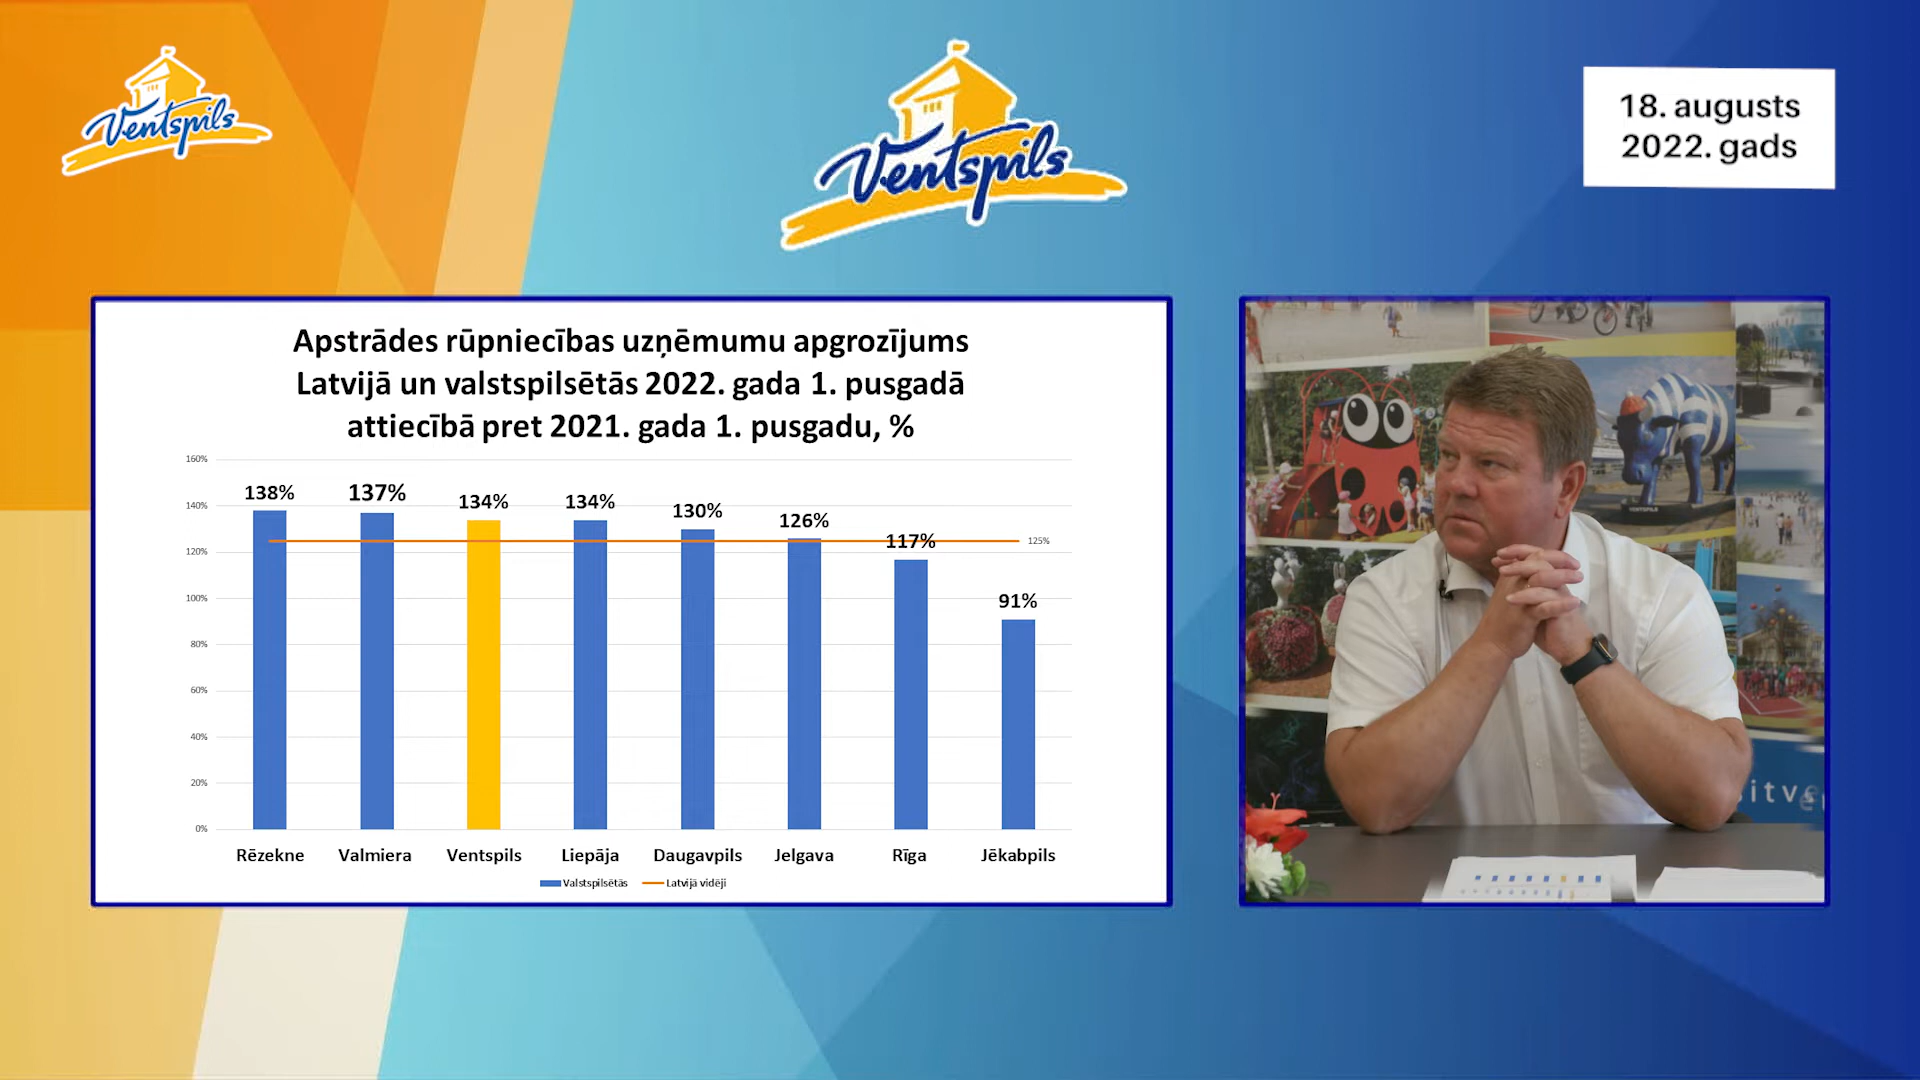 Ventspils
Ventspils
18. augusts
2022. gads
Apstrādes rūpniecības uzņēmumu apgrozījums
Latvijā un valstspilsētās 2022. gada 1. pusgadā
attiecībā pret 2021. gada 1. pusgadu, %
160%
140%
120%
100%
80%
60%
40%
20%
0%
138%
137%
134%
134%
130%
126%
117%
91%
125%
Rēzekne
Valmiera
Ventspils
Liepāja
Daugavpils
Jelgava
Rīga
Jēkabpils
Valstspilsētās
Latvijā vidēji
VENTSPILS